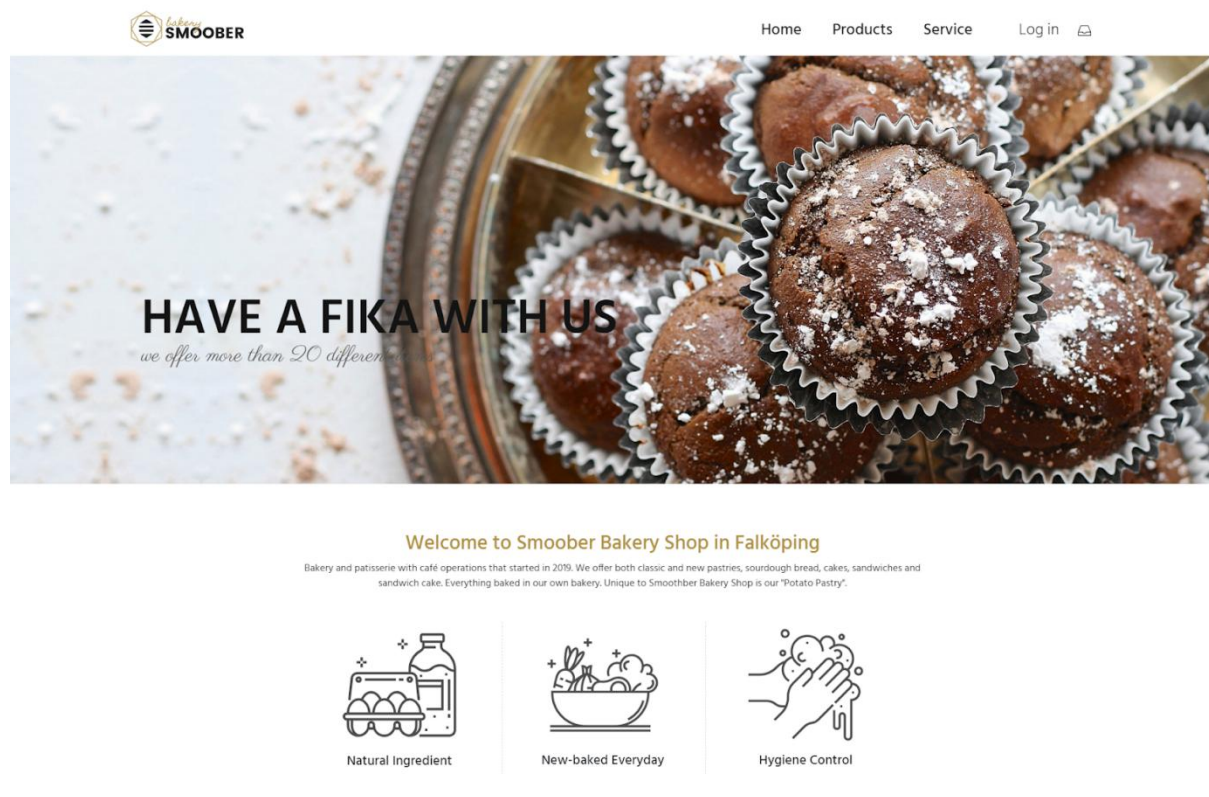 bakery
SMOOBER
Home Products Service Log in
HAVE A FIKA WITH US
we offer more than 20 different
Welcome to Smoober Bakery Shop in Falköping
Bakery and patisserie with café operations that started in 2019. We offer both classic and new pastries, sourdough bread, cakes, sandwiches and
sandwich cake. Everything baked in our own bakery. Unique to Smoothber Bakery Shop is our "Potato Pastry".
Natural Ingredient New-baked Everyday Hygiene Control